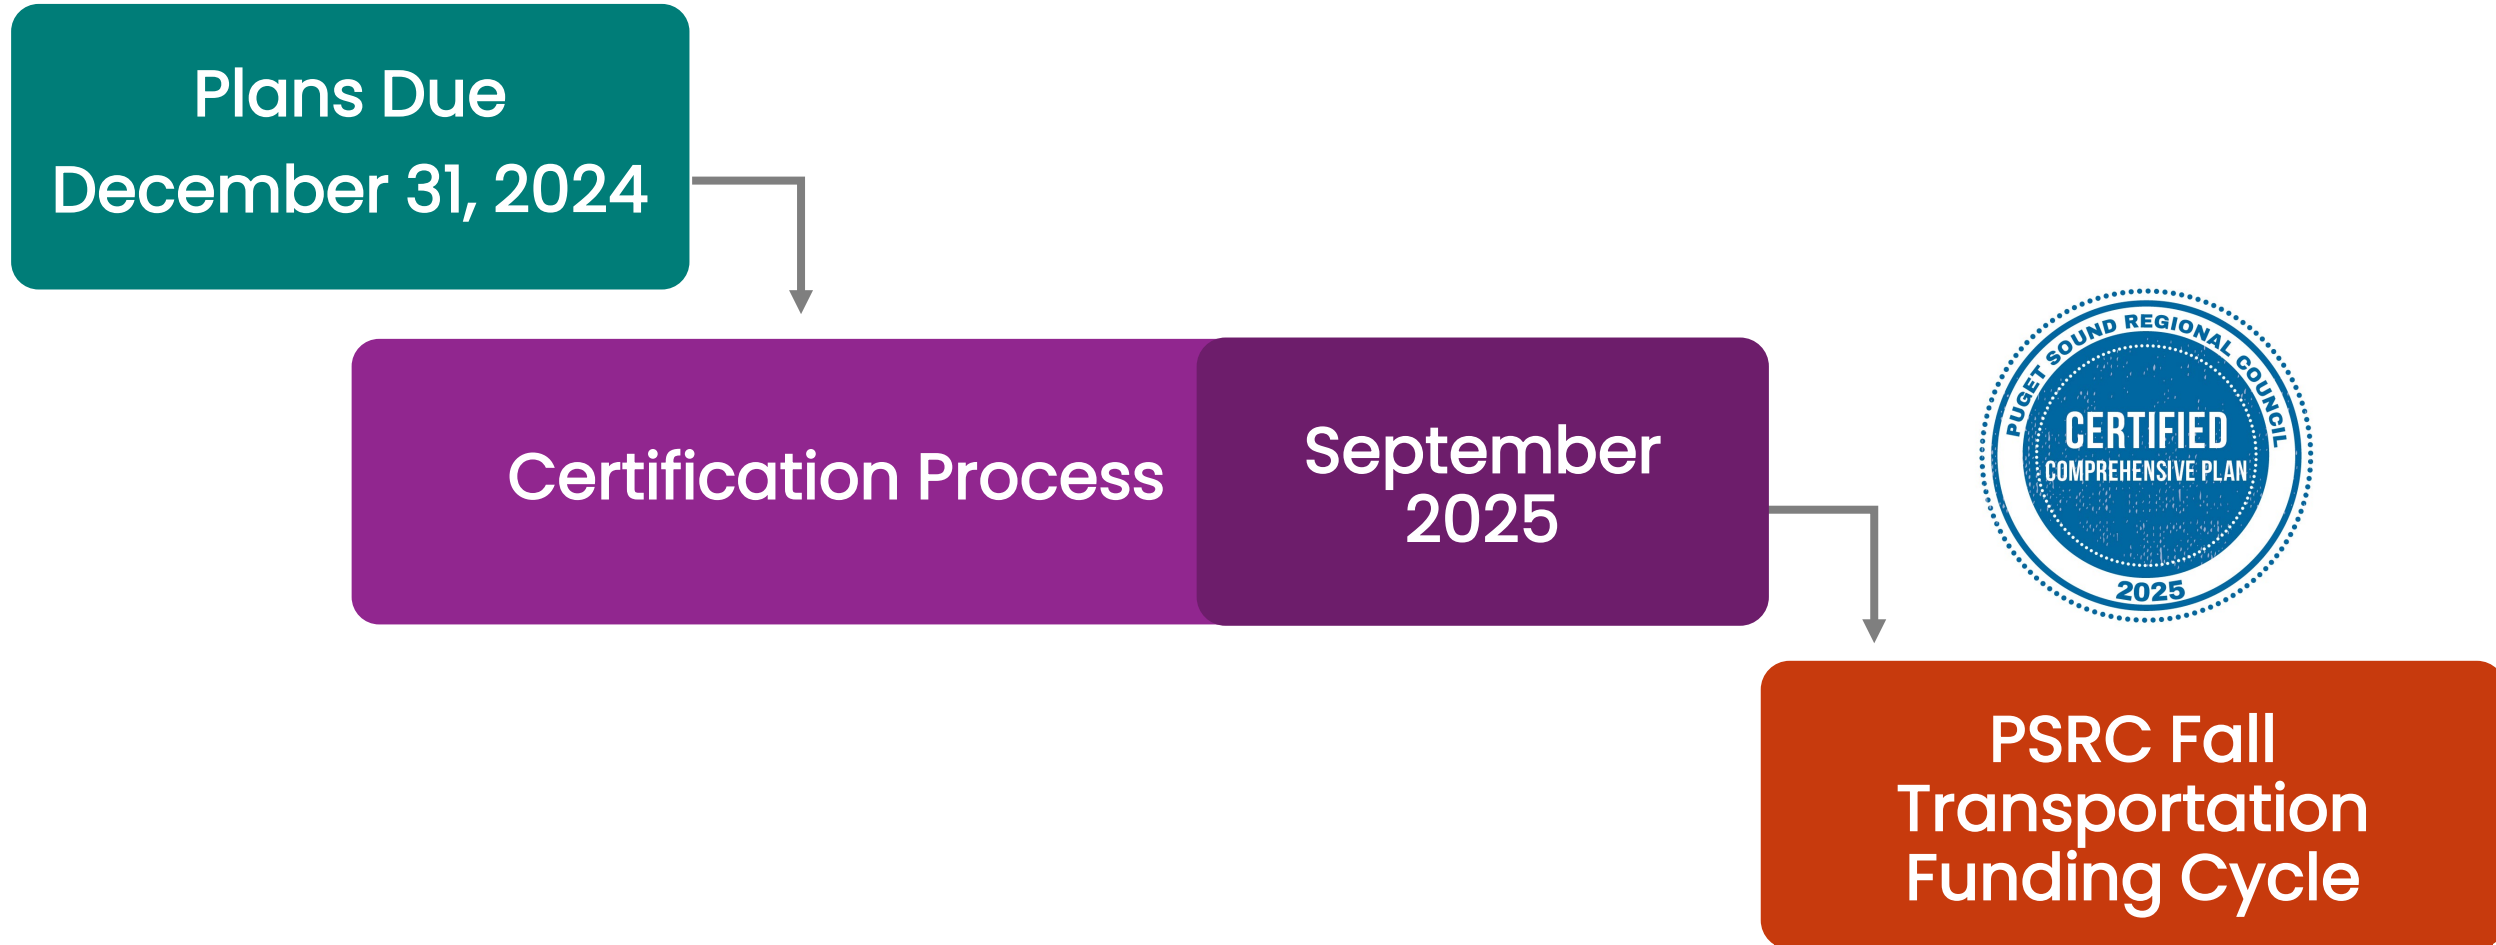 Plans Due
December 31, 2024
Certification Process
September
2025
PUGET SOUND REGIONAL COUNCIL
CERTIFIED
COMPREHENSIVE PLAN
2025
PSRC Fall
Transportation
Funding Cycle